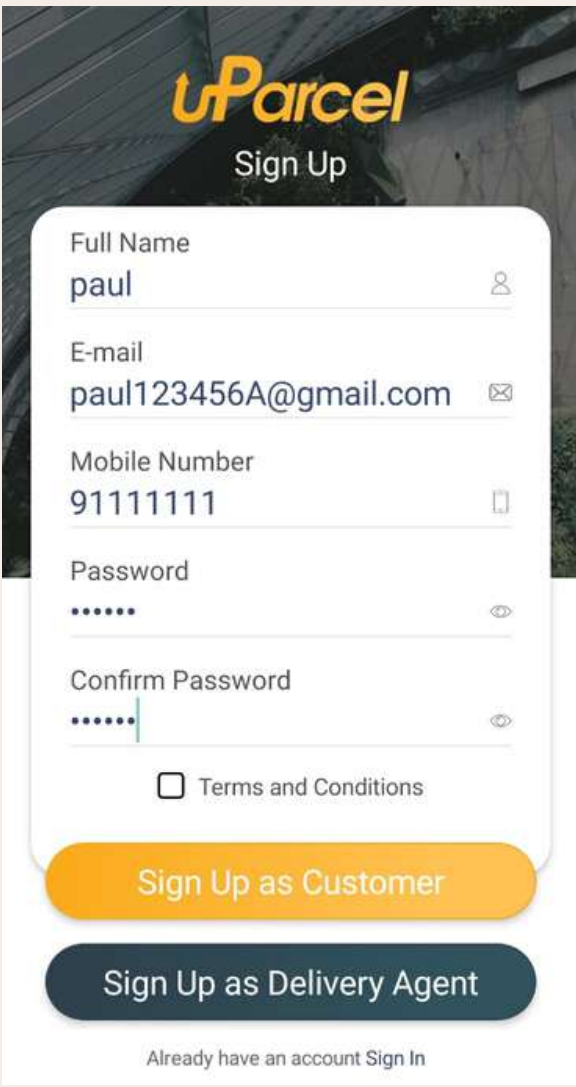 uParcel
Sign Up
Full Name
paul
E-mail
paul123456A@gmail.com
Mobile Number
91111111
Password
••••••
Confirm Password
••••••
Terms and Conditions
Sign Up as Customer
Sign Up as Delivery Agent
Already have an account Sign In